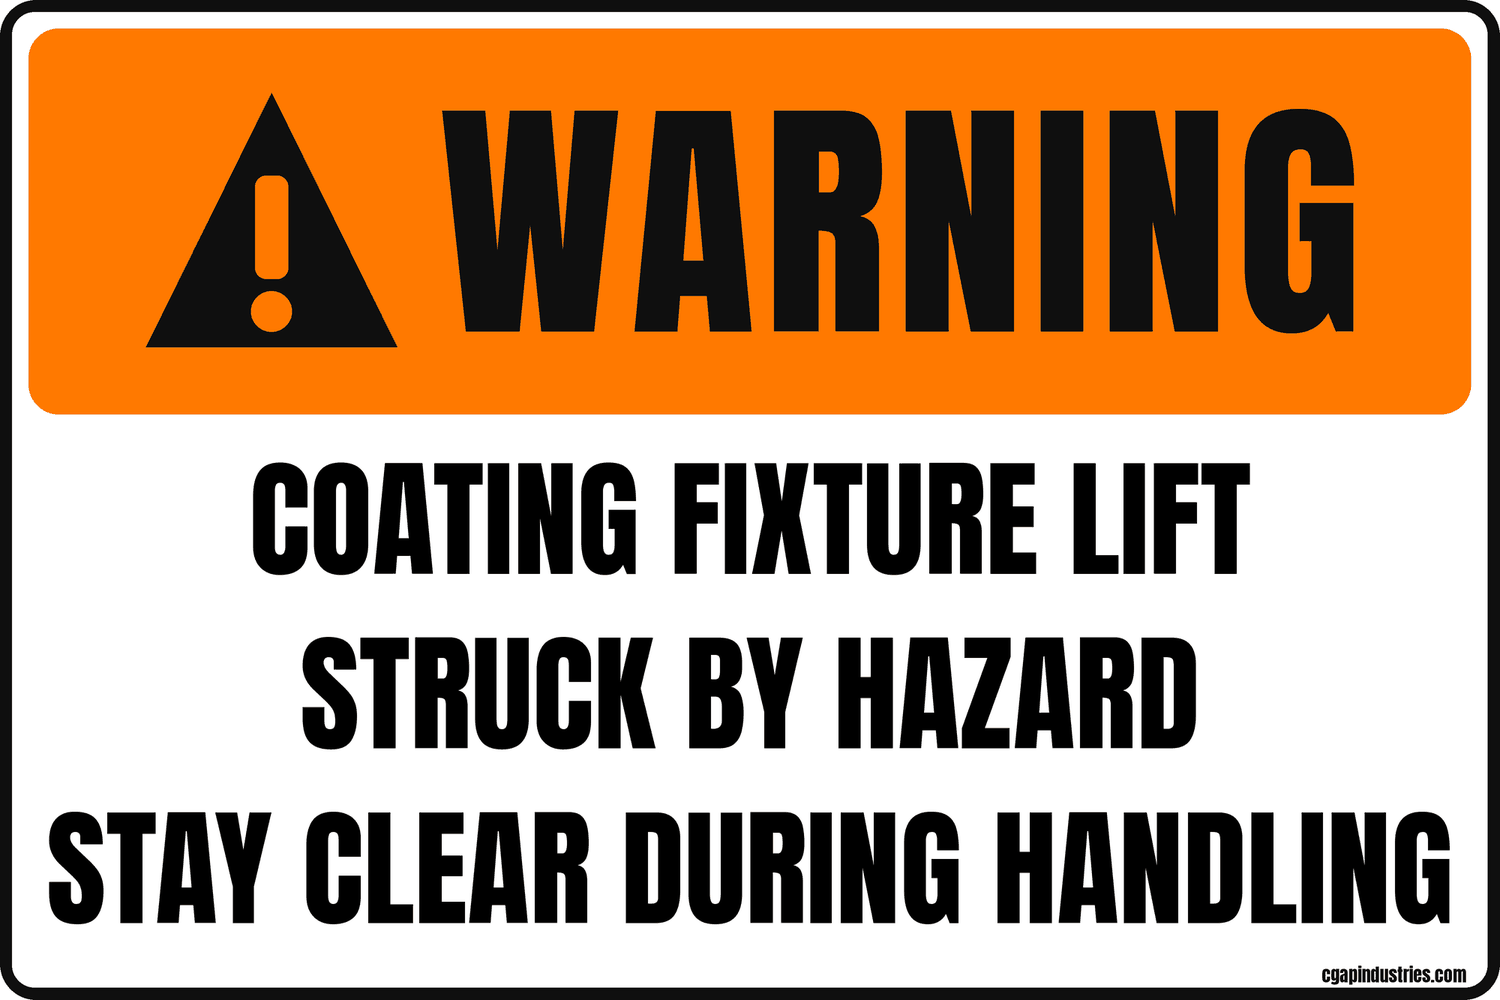 WARNING
COATING FIXTURE LIFT
STRUCK BY HAZARD
STAY CLEAR DURING HANDLING
cgapindustries.com